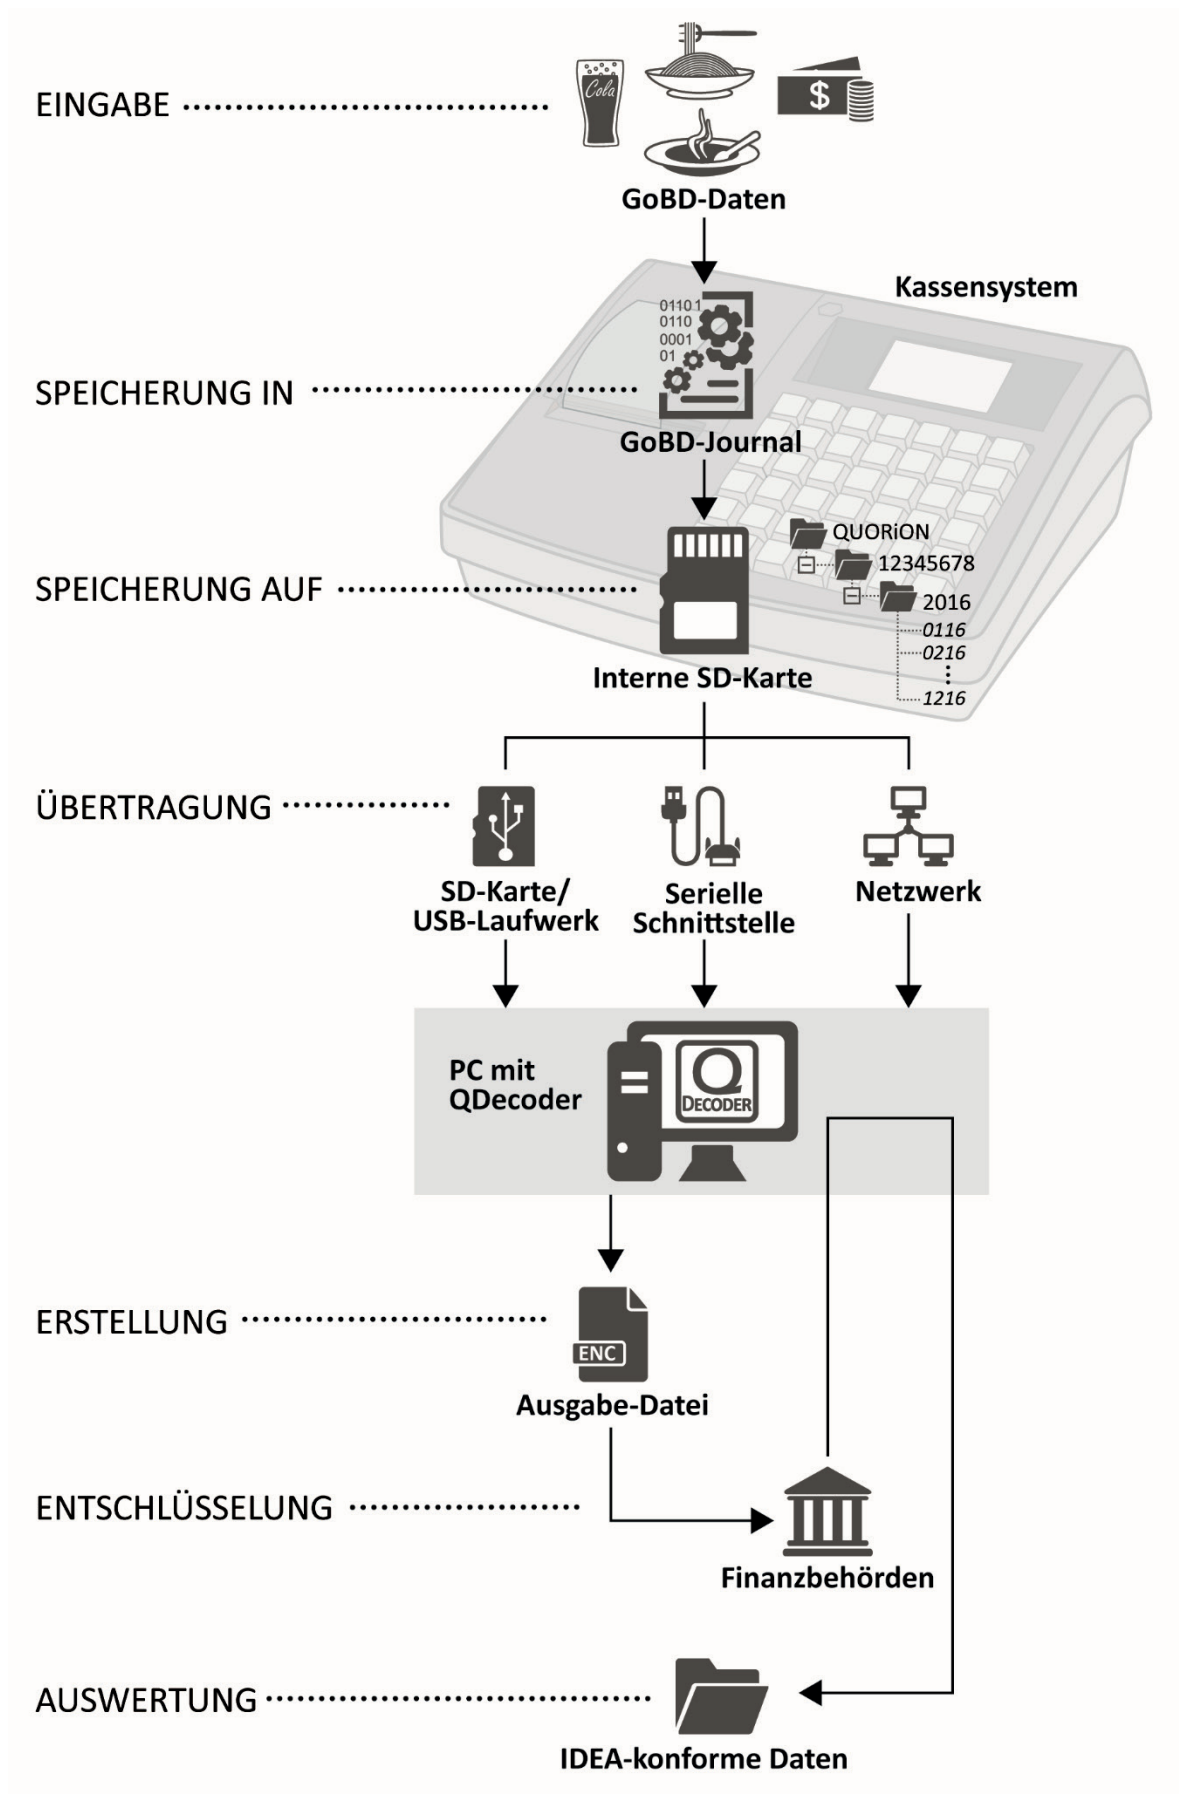 EINGABE
Cola
$
GoBD-Daten
Kassensystem
01101
0110
0001
01
SPEICHERUNG IN
GoBD-Journal
QUORiON
12345678
SPEICHERUNG AUF
2016
0116
0216
Interne SD-Karte
1216
ÜBERTRAGUNG
SD-Karte/
USB-Laufwerk
Serielle
Schnittstelle
Netzwerk
PC mit
QDecoder
Q
DECODER
ERSTELLUNG
ENC
Ausgabe-Datei
ENTSCHLÜSSELUNG
Finanzbehörden
AUSWERTUNG
IDEA-konforme Daten